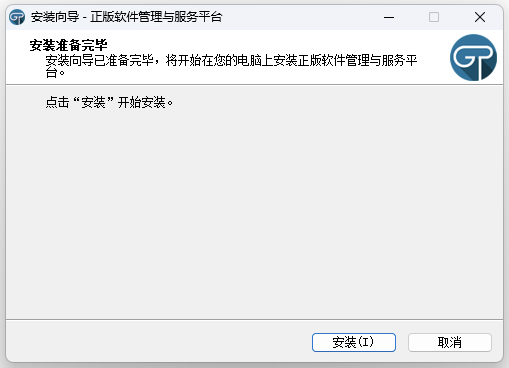 安装向导 - 正版软件管理与服务平台
安装准备完毕
安装向导已准备完毕，将开始在您的电脑上安装正版软件管理与服务平
台。
点击“安装”开始安装。
安装(I)
取消